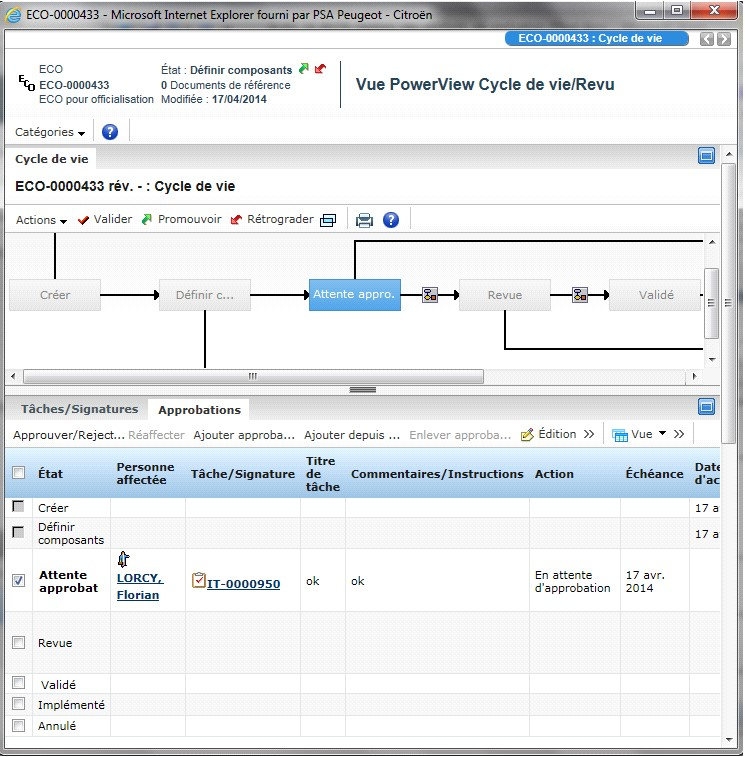 ECO-0000433 - Microsoft Internet Explorer fourni par PSA Peugeot - Citroën
ECO-0000433 : Cycle de vie
ECO
ECO-0000433
ECO pour officialisation
État : Définir composants
0 Documents de référence
Modifiée : 17/04/2014
Vue PowerView Cycle de vie/Revu
Catégories
Cycle de vie
ECO-0000433 rév. - : Cycle de vie
Actions Valider Promouvoir Rétrograder
Créer Définir c... Attente appro. Revue Validé
Tâches/Signatures Approbations
Approuver/Reject... Réaffecter Ajouter approba... Ajouter depuis ... Enlever approba... Édition » Vue »
État Personne affectée Tâche/Signature Titre de tâche Commentaires/Instructions Action Échéance Date d'ac
Créer 17 a
Définir composants 17 a
Attente approbat LORCY, Florian IT-0000950 ok ok En attente d'approbation 17 avr. 2014
Revue
Validé
Implémenté
Annulé